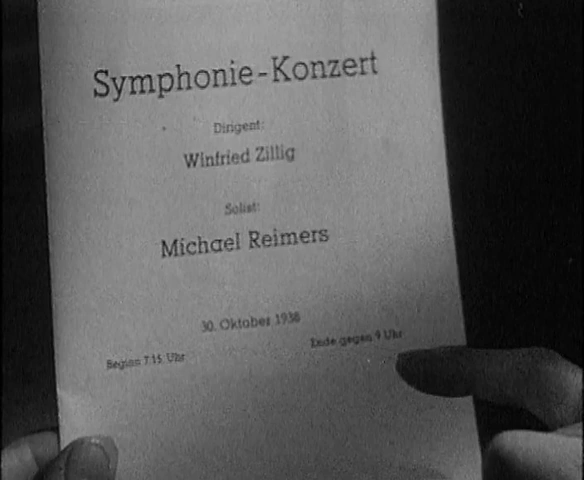 Symphonie-Konzert
Dirigent:
Winfried Zillig
Solist:
Michael Reimers
30. Oktober 1938
Beginn 7.15 Uhr
Ende gegen 9 Uhr